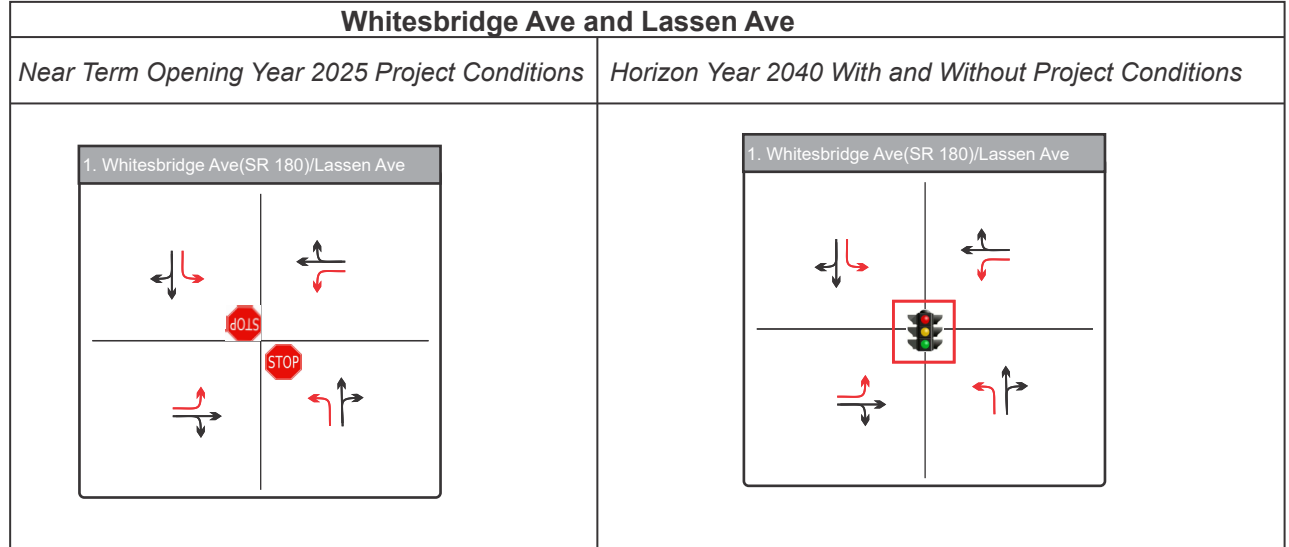 Whitesbridge Ave and Lassen Ave
Near Term Opening Year 2025 Project Conditions
Horizon Year 2040 With and Without Project Conditions
1. Whitesbridge Ave(SR 180)/Lassen Ave
1. Whitesbridge Ave(SR 180)/Lassen Ave
STOP
STOP